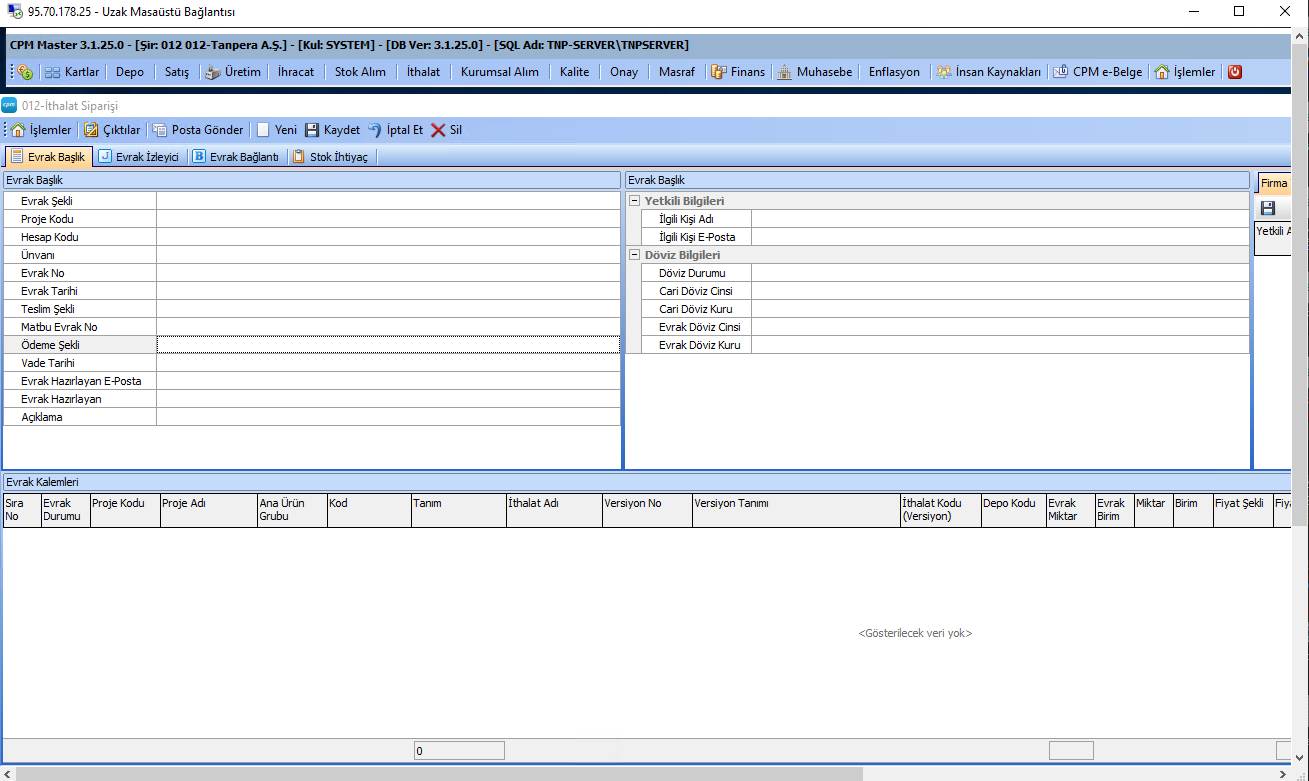 95.70.178.25 - Uzak Masaüstü Bağlantısı
CPM Master 3.1.25.0 - [Şir: 012 012-Tanpera A.Ş.] - [Kul: SYSTEM] - [DB Ver: 3.1.25.0] - [SQL Adı: TNP-SERVER\TNPSERVER]
Kartlar Depo Satış Üretim İhracat Stok Alım İthalat Kurumsal Alım Kalite Onay Masraf Finans Muhasebe Enflasyon İnsan Kaynakları CPM e-Belge İşlemler
cpm 012-İthalat Siparişi
İşlemler Çıktılar Posta Gönder Yeni Kaydet İptal Et Sil
Evrak Başlık J Evrak İzleyici B Evrak Bağlantı Stok İhtiyaç
Evrak Başlık
Evrak Şekli
Proje Kodu
Hesap Kodu
Ünvanı
Evrak No
Evrak Tarihi
Teslim Şekli
Matbu Evrak No
Ödeme Şekli
Vade Tarihi
Evrak Hazırlayan E-Posta
Evrak Hazırlayan
Açıklama
Evrak Başlık
Yetkili Bilgileri
İlgili Kişi Adı
İlgili Kişi E-Posta
Döviz Bilgileri
Döviz Durumu
Cari Döviz Cinsi
Cari Döviz Kuru
Evrak Döviz Cinsi
Evrak Döviz Kuru
Firma
Yetkili A
Evrak Kalemleri
Sıra No Evrak Durumu Proje Kodu Proje Adı Ana Ürün Grubu Kod Tanım İthalat Adı Versiyon No Versiyon Tanımı İthalat Kodu (Versiyon) Depo Kodu Evrak Miktar Evrak Birim Miktar Birim Fiyat Şekli Fiya
<Gösterilecek veri yok>
0